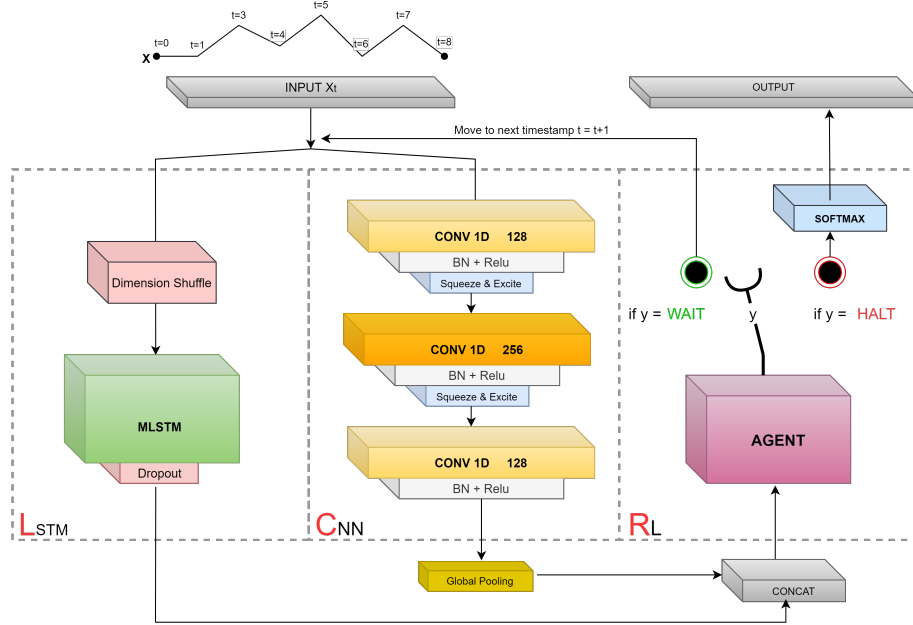 t=0
t=1
t=3
t=4
t=5
t=6
t=7
t=8
X
INPUT Xt
OUTPUT
Move to next timestamp t = t+1
Dimension Shuffle
MLSTM
Dropout
LSTM
CONV 1D 128
BN + Relu
Squeeze & Excite
CONV 1D 256
BN + Relu
Squeeze & Excite
CONV 1D 128
BN + Relu
CNN
Global Pooling
SOFTMAX
if y = WAIT
y
if y = HALT
AGENT
RL
CONCAT